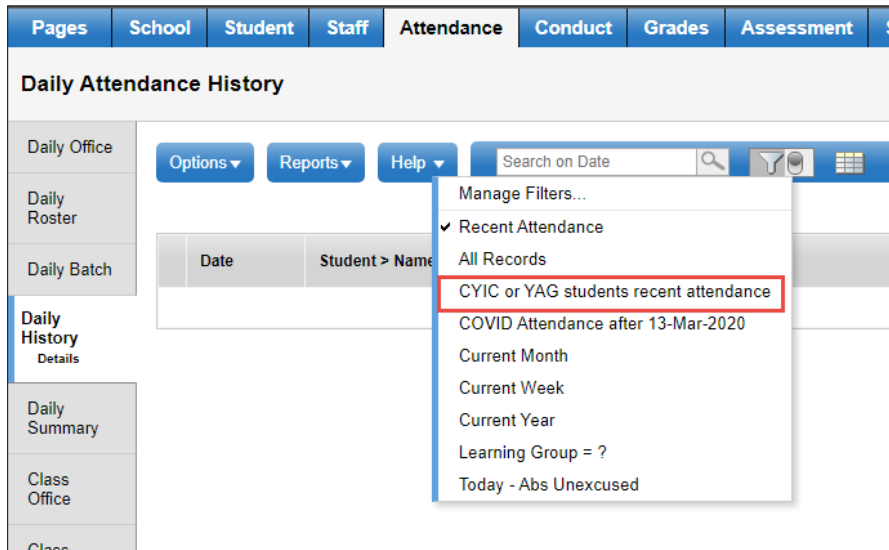 Pages School Student Staff Attendance Conduct Grades Assessment
Daily Attendance History
Daily Office
Daily
Roster
Daily Batch
Daily
History
Details
Daily
Summary
Class
Office
Class
Options Reports Help Search on Date
Date Student > Name
Manage Filters...
Recent Attendance
All Records
CYIC or YAG students recent attendance
COVID Attendance after 13-Mar-2020
Current Month
Current Week
Current Year
Learning Group = ?
Today - Abs Unexcused